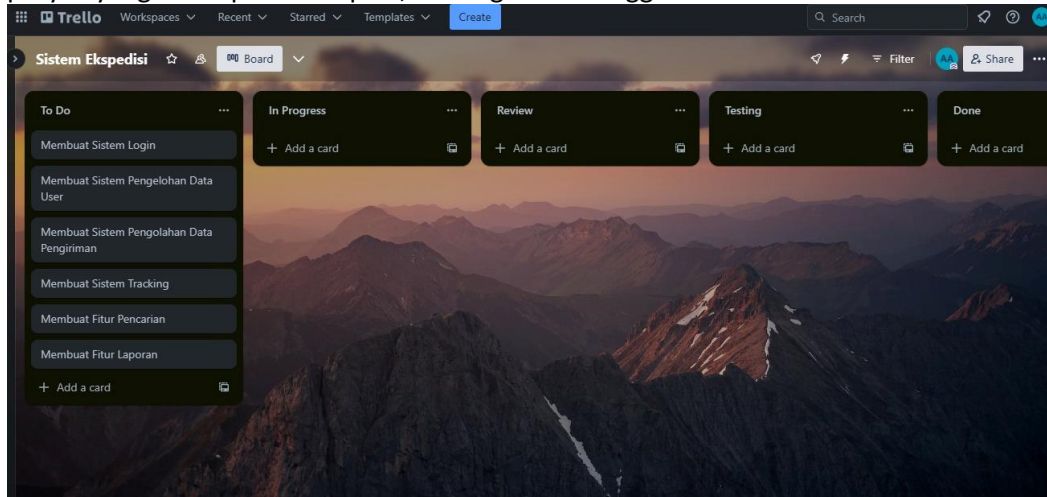 Trello Workspaces Recent Starred Templates Create Search
Sistem Ekspedisi Board Filter AA Share
To Do
Membuat Sistem Login
Membuat Sistem Pengelohan Data
User
Membuat Sistem Pengolahan Data
Pengiriman
Membuat Sistem Tracking
Membuat Fitur Pencarian
Membuat Fitur Laporan
+ Add a card
In Progress
+ Add a card
Review
+ Add a card
Testing
+ Add a card
Done
+ Add a card